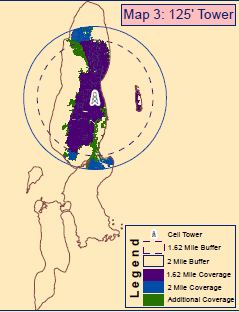 Map 3: 125' Tower
A
Legend
Cell Tower
1.62 Mile Buffer
2 Mile Buffer
1.62 Mile Coverage
2 Mile Coverage
Additional Coverage